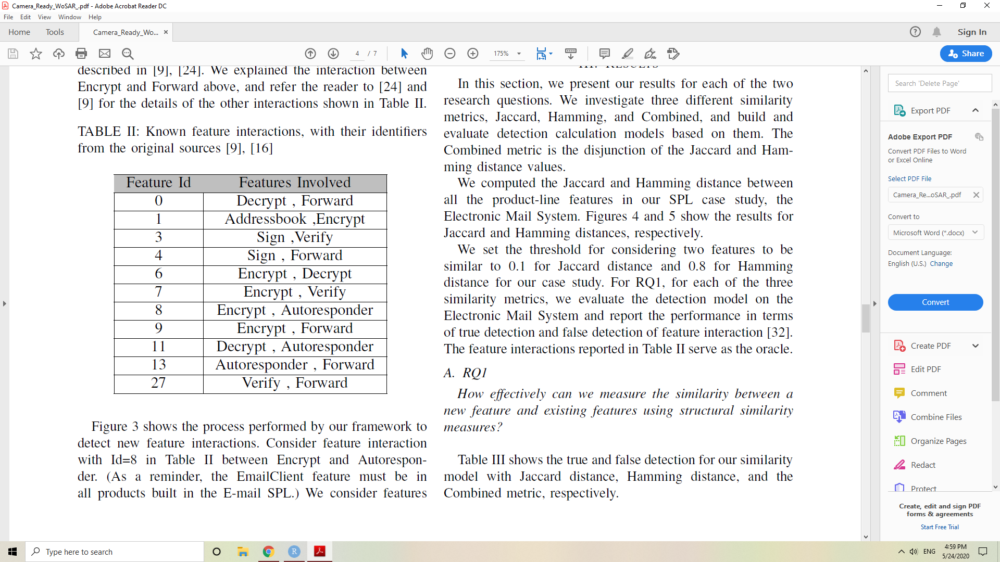 Camera_Ready_WoSAR_.pdf - Adobe Acrobat Reader DC
File Edit View Window Help
Home Tools Camera_Ready_Wo... × Sign In
4 / 7 175% Share
described in [9], [24]. We explained the interaction between
Encrypt and Forward above, and refer the reader to [24] and
[9] for the details of the other interactions shown in Table II.
TABLE II: Known feature interactions, with their identifiers
from the original sources [9], [16]
Feature Id Features Involved
0 Decrypt , Forward
1 Addressbook ,Encrypt
3 Sign ,Verify
4 Sign , Forward
6 Encrypt , Decrypt
7 Encrypt , Verify
8 Encrypt , Autoresponder
9 Encrypt , Forward
11 Decrypt , Autoresponder
13 Autoresponder , Forward
27 Verify , Forward
Figure 3 shows the process performed by our framework to
detect new feature interactions. Consider feature interaction
with Id=8 in Table II between Encrypt and Autorespon-
der. (As a reminder, the EmailClient feature must be in
all products built in the E-mail SPL.) We consider features
III. RESULTS
In this section, we present our results for each of the two
research questions. We investigate three different similarity
metrics, Jaccard, Hamming, and Combined, and build and
evaluate detection calculation models based on them. The
Combined metric is the disjunction of the Jaccard and Ham-
ming distance values.
We computed the Jaccard and Hamming distance between
all the product-line features in our SPL case study, the
Electronic Mail System. Figures 4 and 5 show the results for
Jaccard and Hamming distances, respectively.
We set the threshold for considering two features to be
similar to 0.1 for Jaccard distance and 0.8 for Hamming
distance for our case study. For RQ1, for each of the three
similarity metrics, we evaluate the detection model on the
Electronic Mail System and report the performance in terms
of true detection and false detection of feature interaction [32].
The feature interactions reported in Table II serve as the oracle.
A. RQ1
How effectively can we measure the similarity between a
new feature and existing features using structural similarity
measures?
Table III shows the true and false detection for our similarity
model with Jaccard distance, Hamming distance, and the
Combined metric, respectively.
Search 'Delete Page'
Export PDF
Adobe Export PDF
Convert PDF Files to Word
or Excel Online
Select PDF File
Camera_Re...oSAR_.pdf
Convert to
Microsoft Word (*.docx)
Document Language:
English (U.S.) Change
Convert
Create PDF
Edit PDF
Comment
Combine Files
Organize Pages
Redact
Protect
Create, edit and sign PDF
forms & agreements
Start Free Trial
Type here to search
R
ENG
4:59 PM
5/24/2020